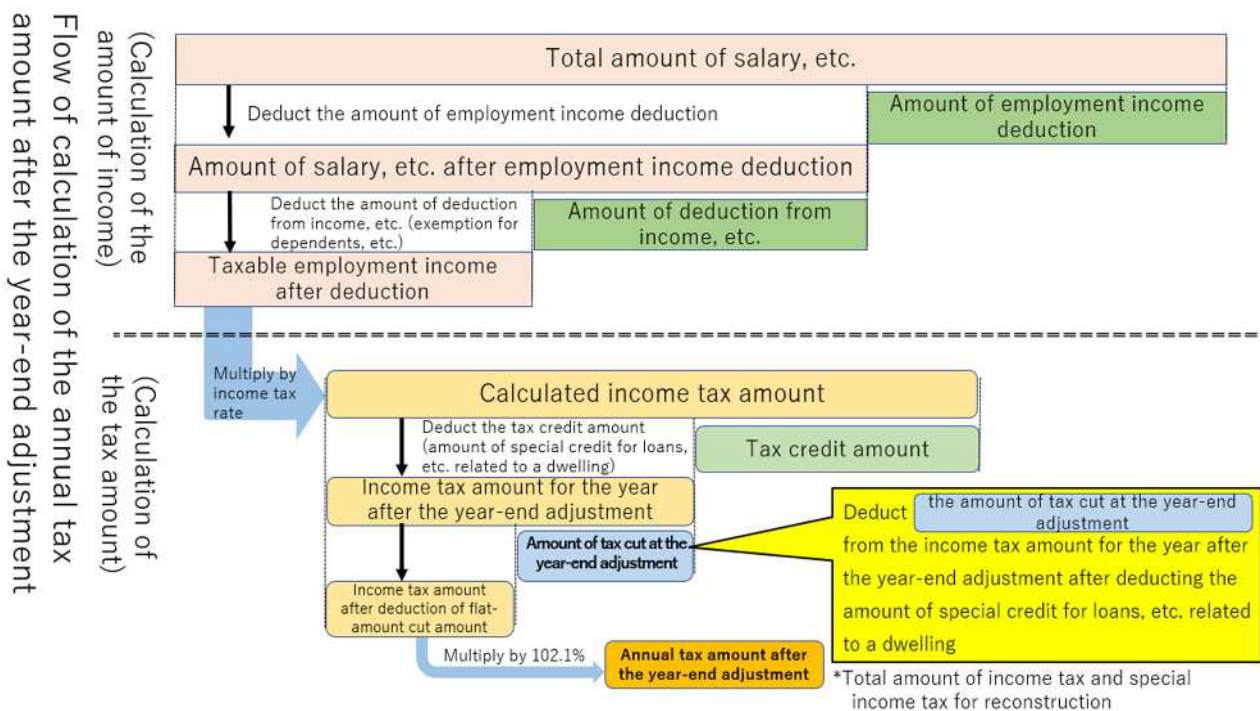 Flow of calculation of the annual tax
amount after the year-end adjustment
(Calculation of the
amount of income)
Total amount of salary, etc.
Deduct the amount of employment income deduction
Amount of employment income
deduction
Amount of salary, etc. after employment income deduction
Deduct the amount of deduction
from income, etc. (exemption for
dependents, etc.)
Amount of deduction from
income, etc.
Taxable employment income
after deduction
(Calculation of
the tax amount)
Multiply by
income tax
rate
Calculated income tax amount
Deduct the tax credit amount
(amount of special credit for loans,
etc. related to a dwelling)
Tax credit amount
Income tax amount for the year
after the year-end adjustment
Amount of tax cut at the
year-end adjustment
Deduct the amount of tax cut at the year-end
adjustment
from the income tax amount for the year after
the year-end adjustment after deducting the
amount of special credit for loans, etc. related
to a dwelling
Income tax amount
after deduction of flat-
amount cut amount
Multiply by 102.1%
Annual tax amount after
the year-end adjustment
*Total amount of income tax and special
income tax for reconstruction